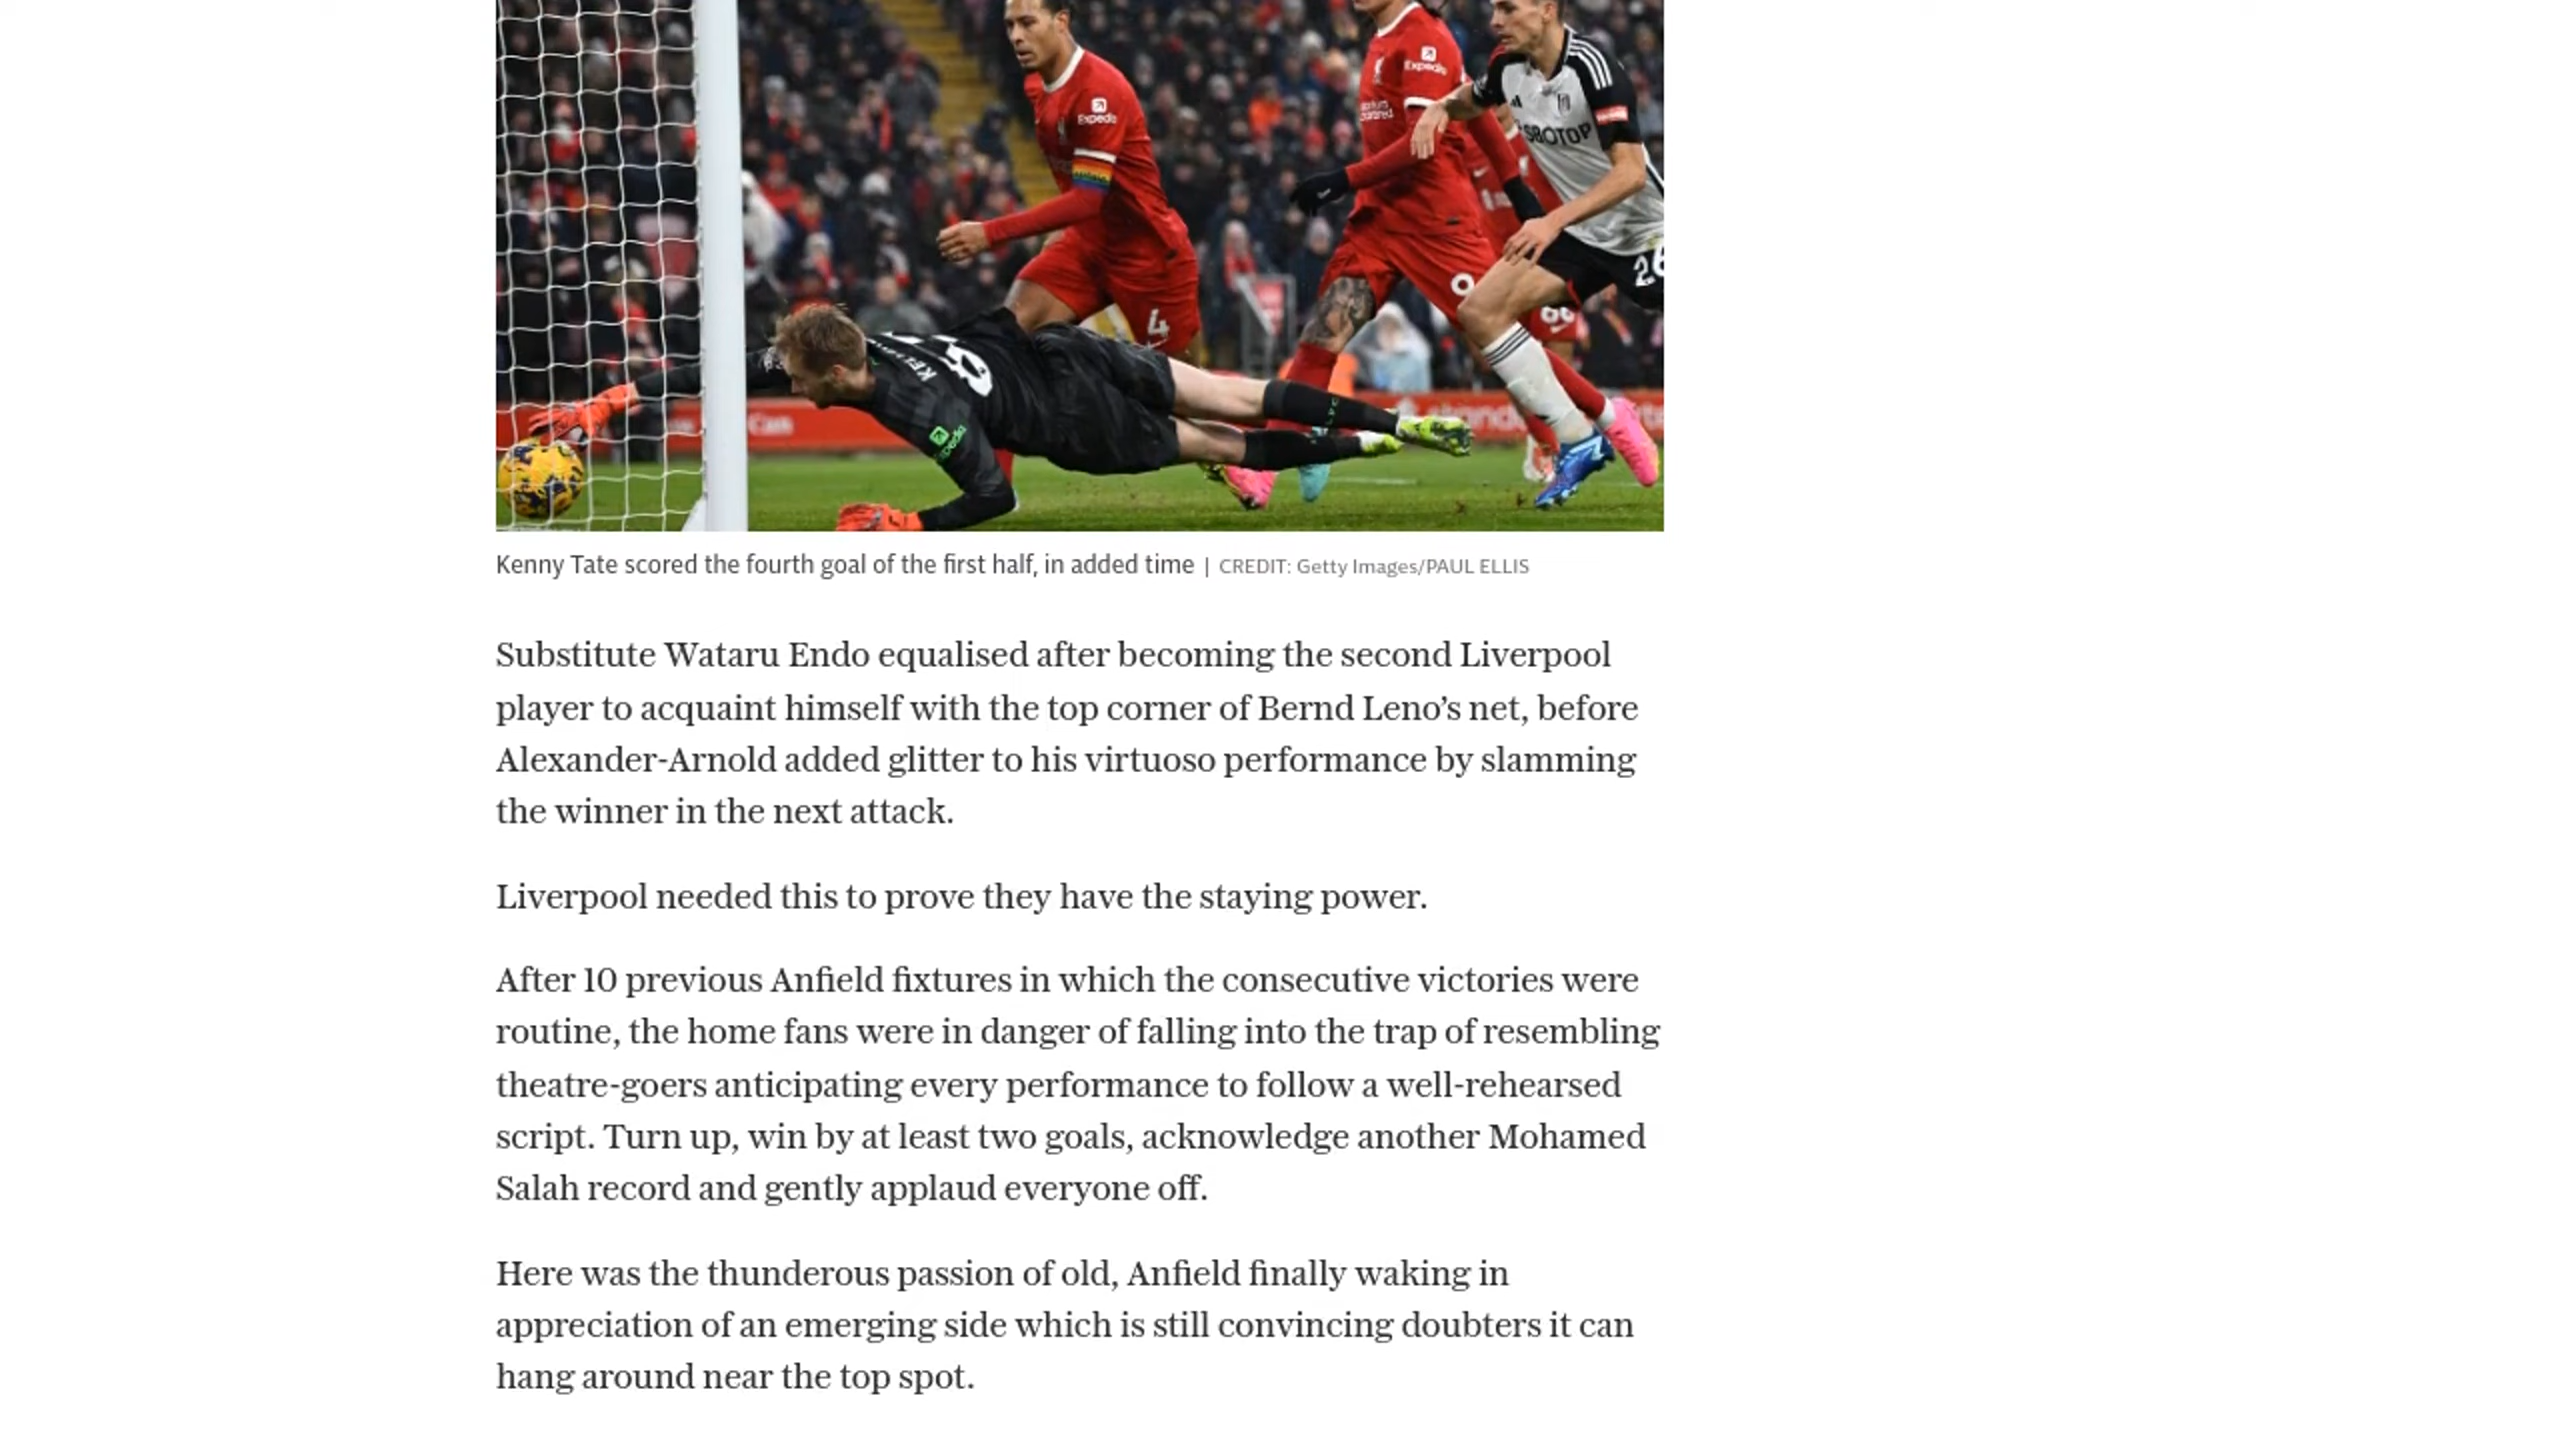 Expedia
Expedia
SBOTOP
26
4
9
66
Kenny Tate scored the fourth goal of the first half, in added time | CREDIT: Getty Images/PAUL ELLIS
Substitute Wataru Endo equalised after becoming the second Liverpool
player to acquaint himself with the top corner of Bernd Leno’s net, before
Alexander-Arnold added glitter to his virtuoso performance by slamming
the winner in the next attack.
Liverpool needed this to prove they have the staying power.
After 10 previous Anfield fixtures in which the consecutive victories were
routine, the home fans were in danger of falling into the trap of resembling
theatre-goers anticipating every performance to follow a well-rehearsed
script. Turn up, win by at least two goals, acknowledge another Mohamed
Salah record and gently applaud everyone off.
Here was the thunderous passion of old, Anfield finally waking in
appreciation of an emerging side which is still convincing doubters it can
hang around near the top spot.